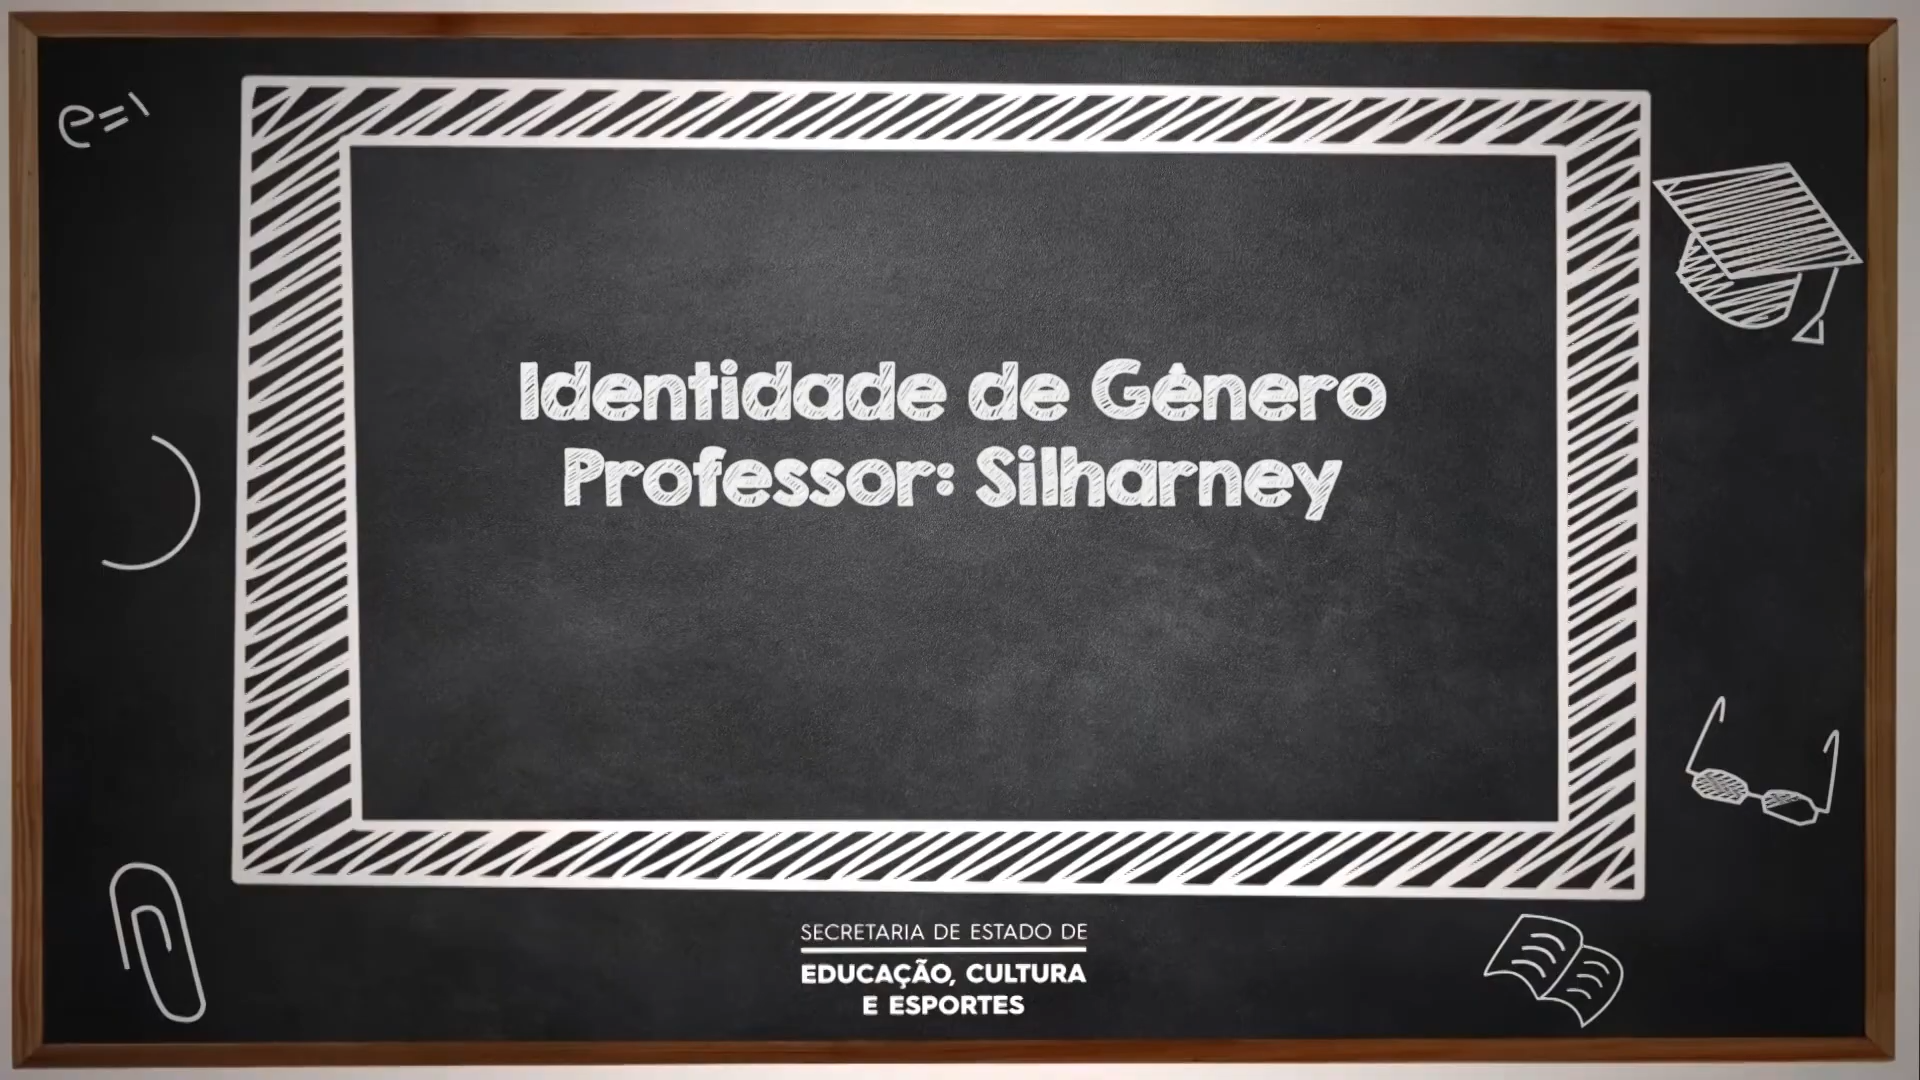 e=1
Identidade de Gênero
Professor: Silharney
SECRETARIA DE ESTADO DE
EDUCAÇÃO, CULTURA
E ESPORTES